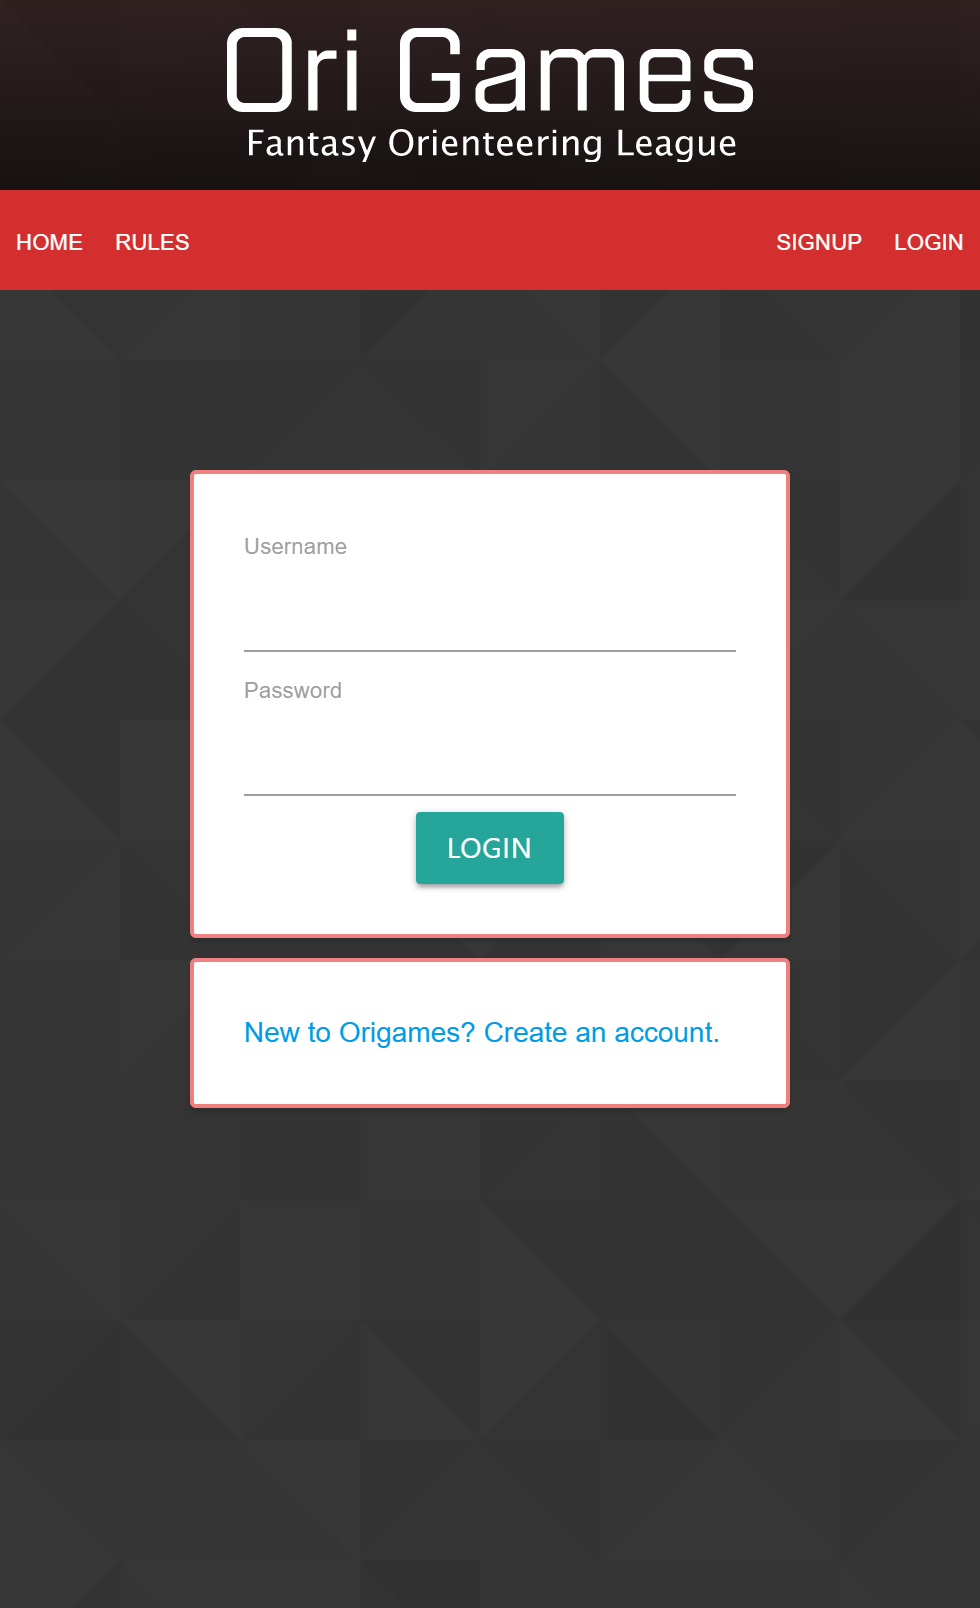 Ori Games
Fantasy Orienteering League
HOME RULES SIGNUP LOGIN
Username
Password
LOGIN
New to Origames? Create an account.